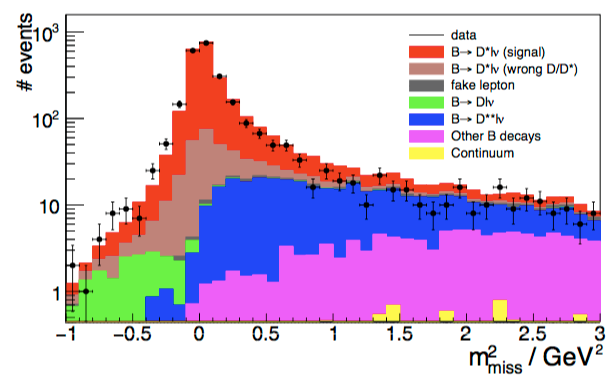 # events
10³
10²
10
1
data
B→ D*lν (signal)
B→ D*lν (wrong D/D*)
fake lepton
B→ Dlν
B→ D**lν
Other B decays
Continuum
-1 -0.5 0 0.5 1 1.5 2 2.5 3
m²miss / GeV²